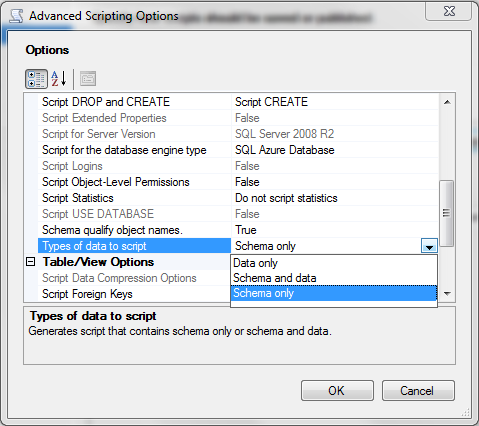 Advanced Scripting Options
Options
Script DROP and CREATE Script CREATE
Script Extended Properties False
Script for Server Version SQL Server 2008 R2
Script for the database engine type SQL Azure Database
Script Logins False
Script Object-Level Permissions False
Script Statistics Do not script statistics
Script USE DATABASE False
Schema qualify object names. True
Types of data to script Schema only
Data only
Table/View Options
Schema and data
Script Data Compression Options
Schema only
Script Foreign Keys
Types of data to script
Generates script that contains schema only or schema and data.
OK Cancel